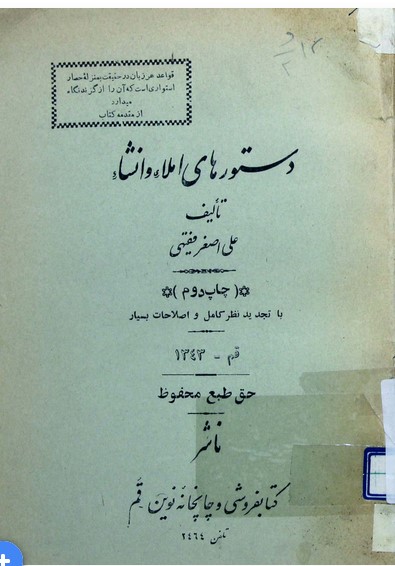 ۲/۱۳
قواعد هر زبان در حقیقت بمنزلهٔ حصار
استواری است که آن را از گزند نگاه
میدارد
از مقدمه کتاب
دستورهای املاء و انشاء
تألیف
علی اصغر فقیهی
(چاپ دوم)
با تجدید نظر کامل و اصلاحات بسیار
قم - ۱۳۴۳
حق طبع محفوظ
ناشر
کتابفروشی و چاپخانه نوین قم
تلفن ۲۴۶۴